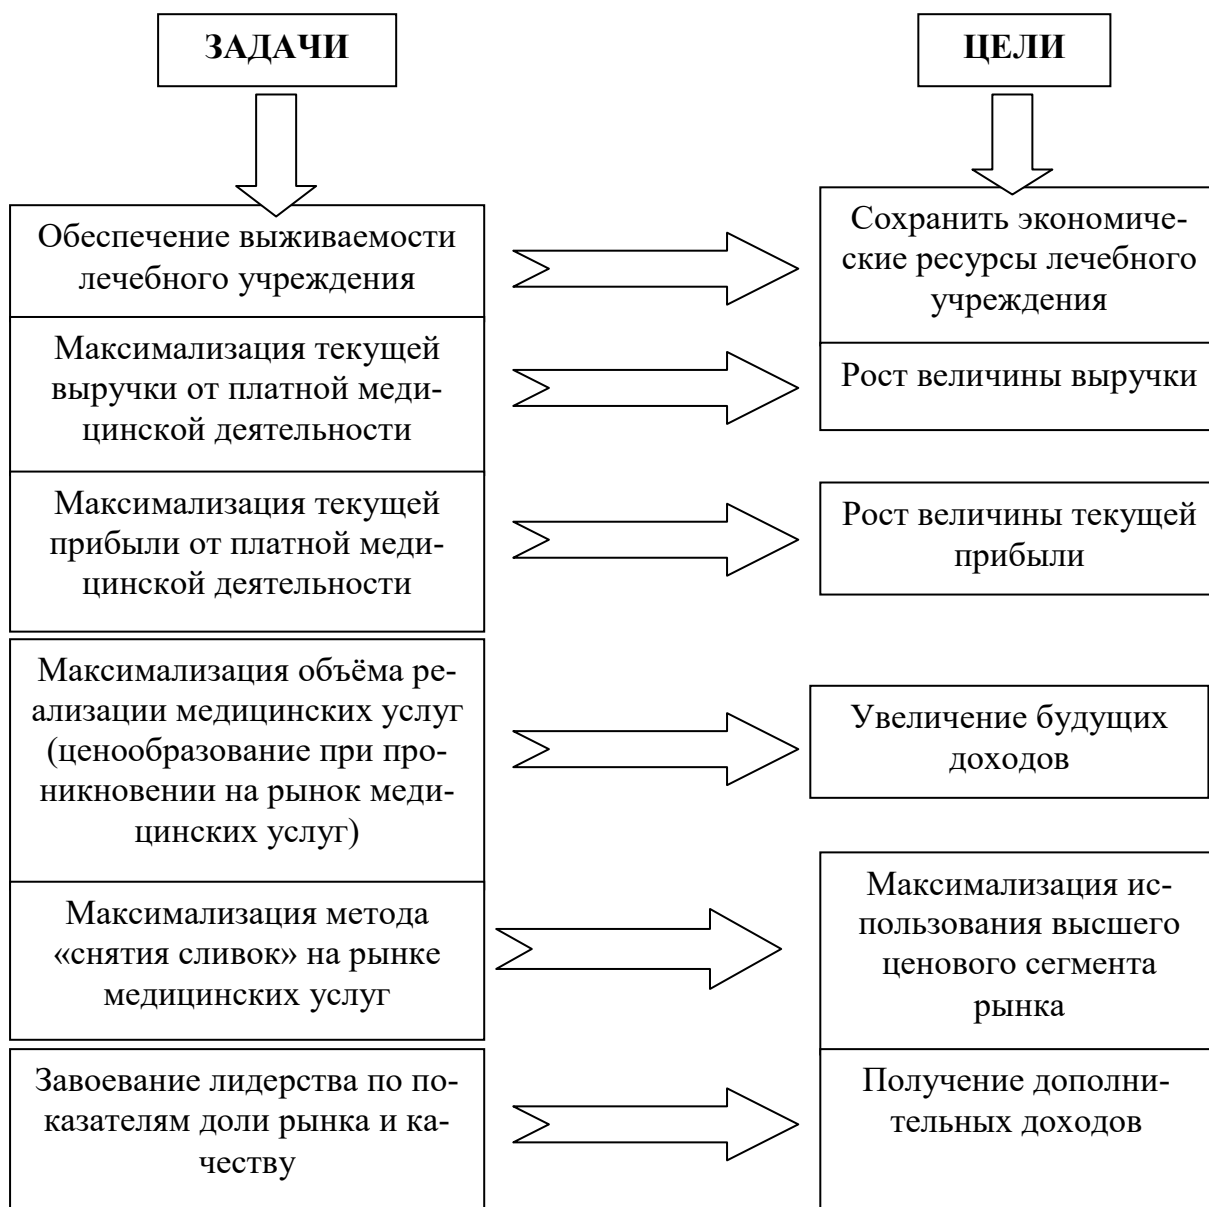 ЗАДАЧИ
ЦЕЛИ
Обеспечение выживаемости
лечебного учреждения
Сохранить экономиче-
ские ресурсы лечебного
учреждения
Максимализация текущей
выручки от платной меди-
цинской деятельности
Рост величины выручки
Максимализация текущей
прибыли от платной меди-
цинской деятельности
Рост величины текущей
прибыли
Максимализация объёма ре-
ализации медицинских услуг
(ценообразование при про-
никновении на рынок меди-
цинских услуг)
Увеличение будущих
доходов
Максимализация метода
«снятия сливок» на рынке
медицинских услуг
Максимализация ис-
пользования высшего
ценового сегмента
рынка
Завоевание лидерства по по-
казателям доли рынка и ка-
честву
Получение дополни-
тельных доходов